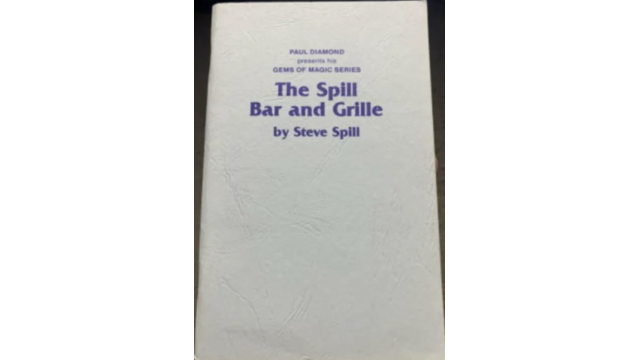 PAUL DIAMOND
presents his
GEMS OF MAGIC SERIES
The Spill
Bar and Grille
by Steve Spill